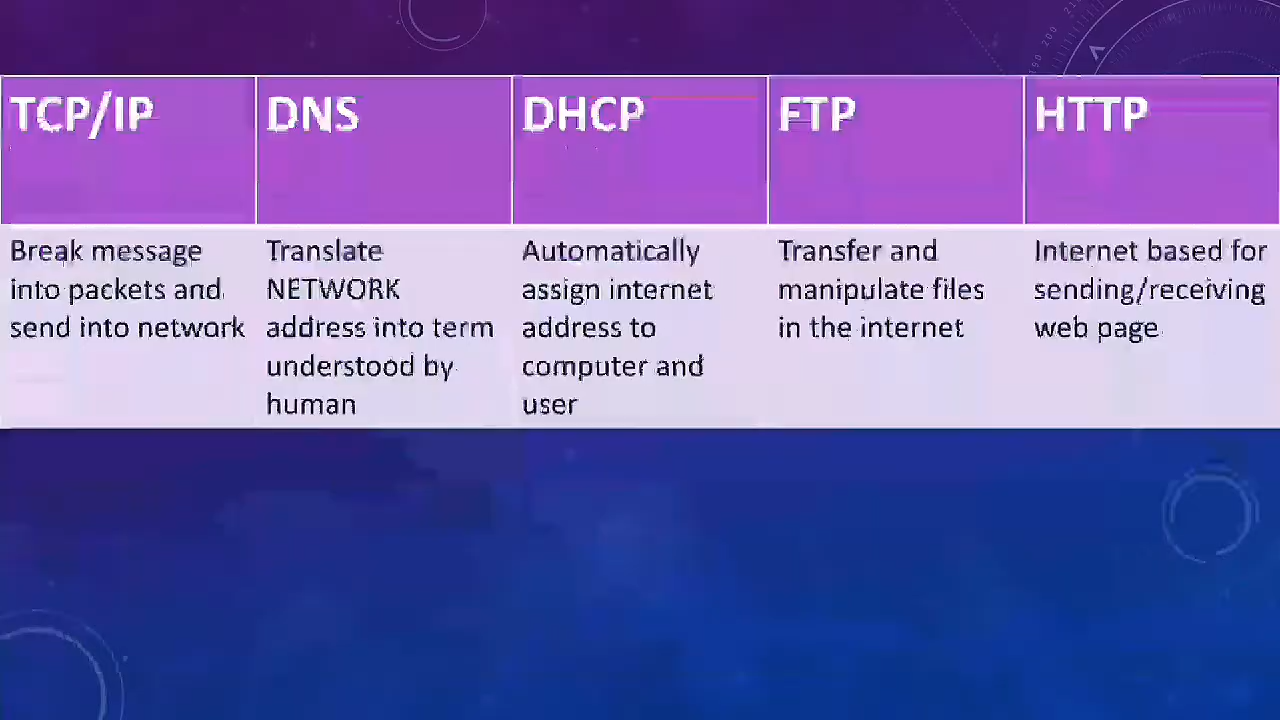 TCP/IP
DNS
DHCP
FTP
HTTP
Break message
into packets and
send into network
Translate
NETWORK
address into term
understood by
human
Automatically
assign internet
address to
computer and
user
Transfer and
manipulate files
in the internet
Internet based for
sending/receiving
web page
200
190